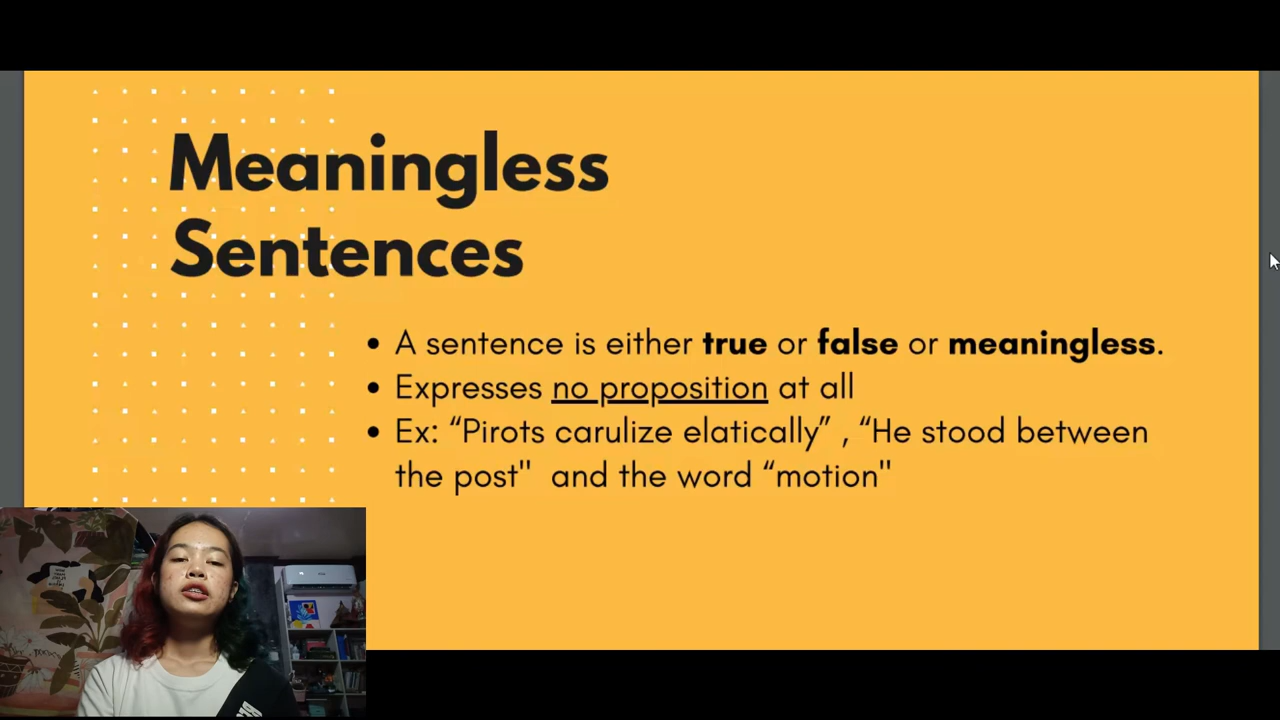 Meaningless
Sentences
• A sentence is either true or false or meaningless.
• Expresses no proposition at all
• Ex: “Pirots carulize elatically” , “He stood between
the post" and the word “motion"